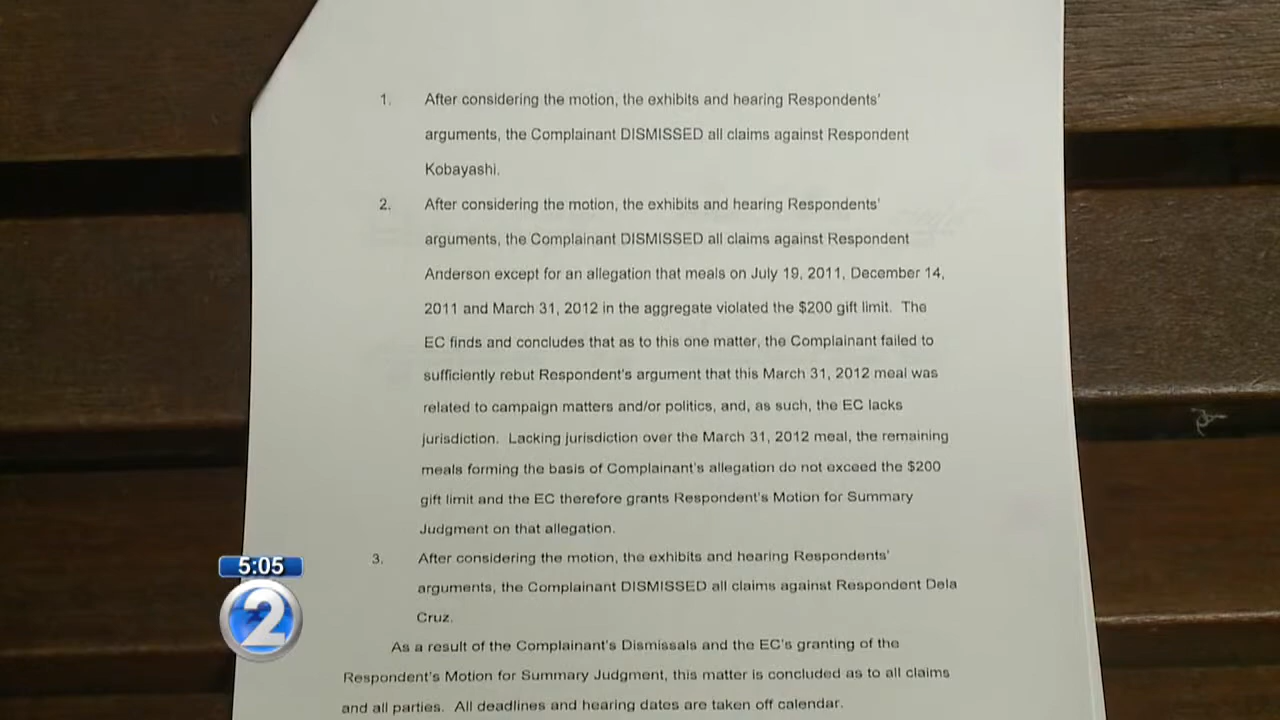 1. After considering the motion, the exhibits and hearing Respondents'
arguments, the Complainant DISMISSED all claims against Respondent
Kobayashi.
2. After considering the motion, the exhibits and hearing Respondents'
arguments, the Complainant DISMISSED all claims against Respondent
Anderson except for an allegation that meals on July 19, 2011, December 14,
2011 and March 31, 2012 in the aggregate violated the $200 gift limit. The
EC finds and concludes that as to this one matter, the Complainant failed to
sufficiently rebut Respondent's argument that this March 31, 2012 meal was
related to campaign matters and/or politics, and, as such, the EC lacks
jurisdiction. Lacking jurisdiction over the March 31, 2012 meal, the remaining
meals forming the basis of Complainant's allegation do not exceed the $200
gift limit and the EC therefore grants Respondent's Motion for Summary
Judgment on that allegation.
3. After considering the motion, the exhibits and hearing Respondents'
arguments, the Complainant DISMISSED all claims against Respondent Dela
Cruz.
As a result of the Complainant's Dismissals and the EC's granting of the
Respondent's Motion for Summary Judgment, this matter is concluded as to all claims
and all parties. All deadlines and hearing dates are taken off calendar.
5:05
2